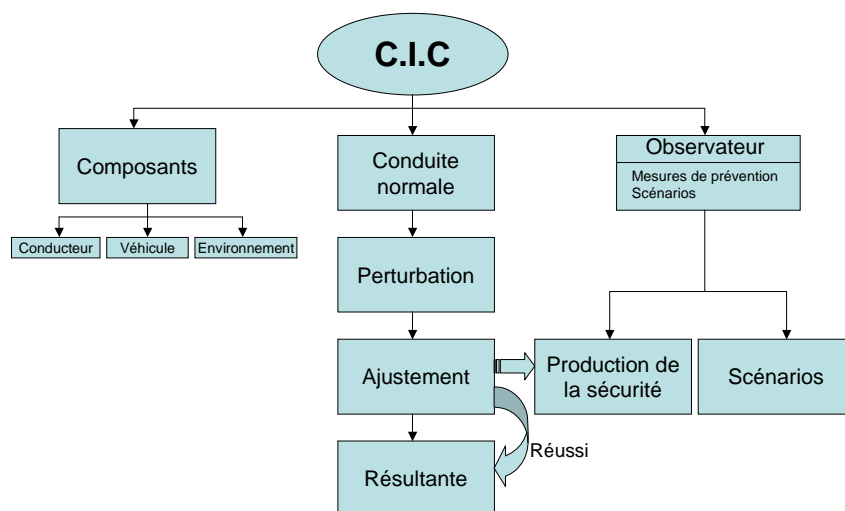 C.I.C
Composants
Conducteur
Véhicule
Environnement
Conduite
normale
Perturbation
Ajustement
Réussi
Résultante
Observateur
Mesures de prévention
Scénarios
Production de
la sécurité
Scénarios